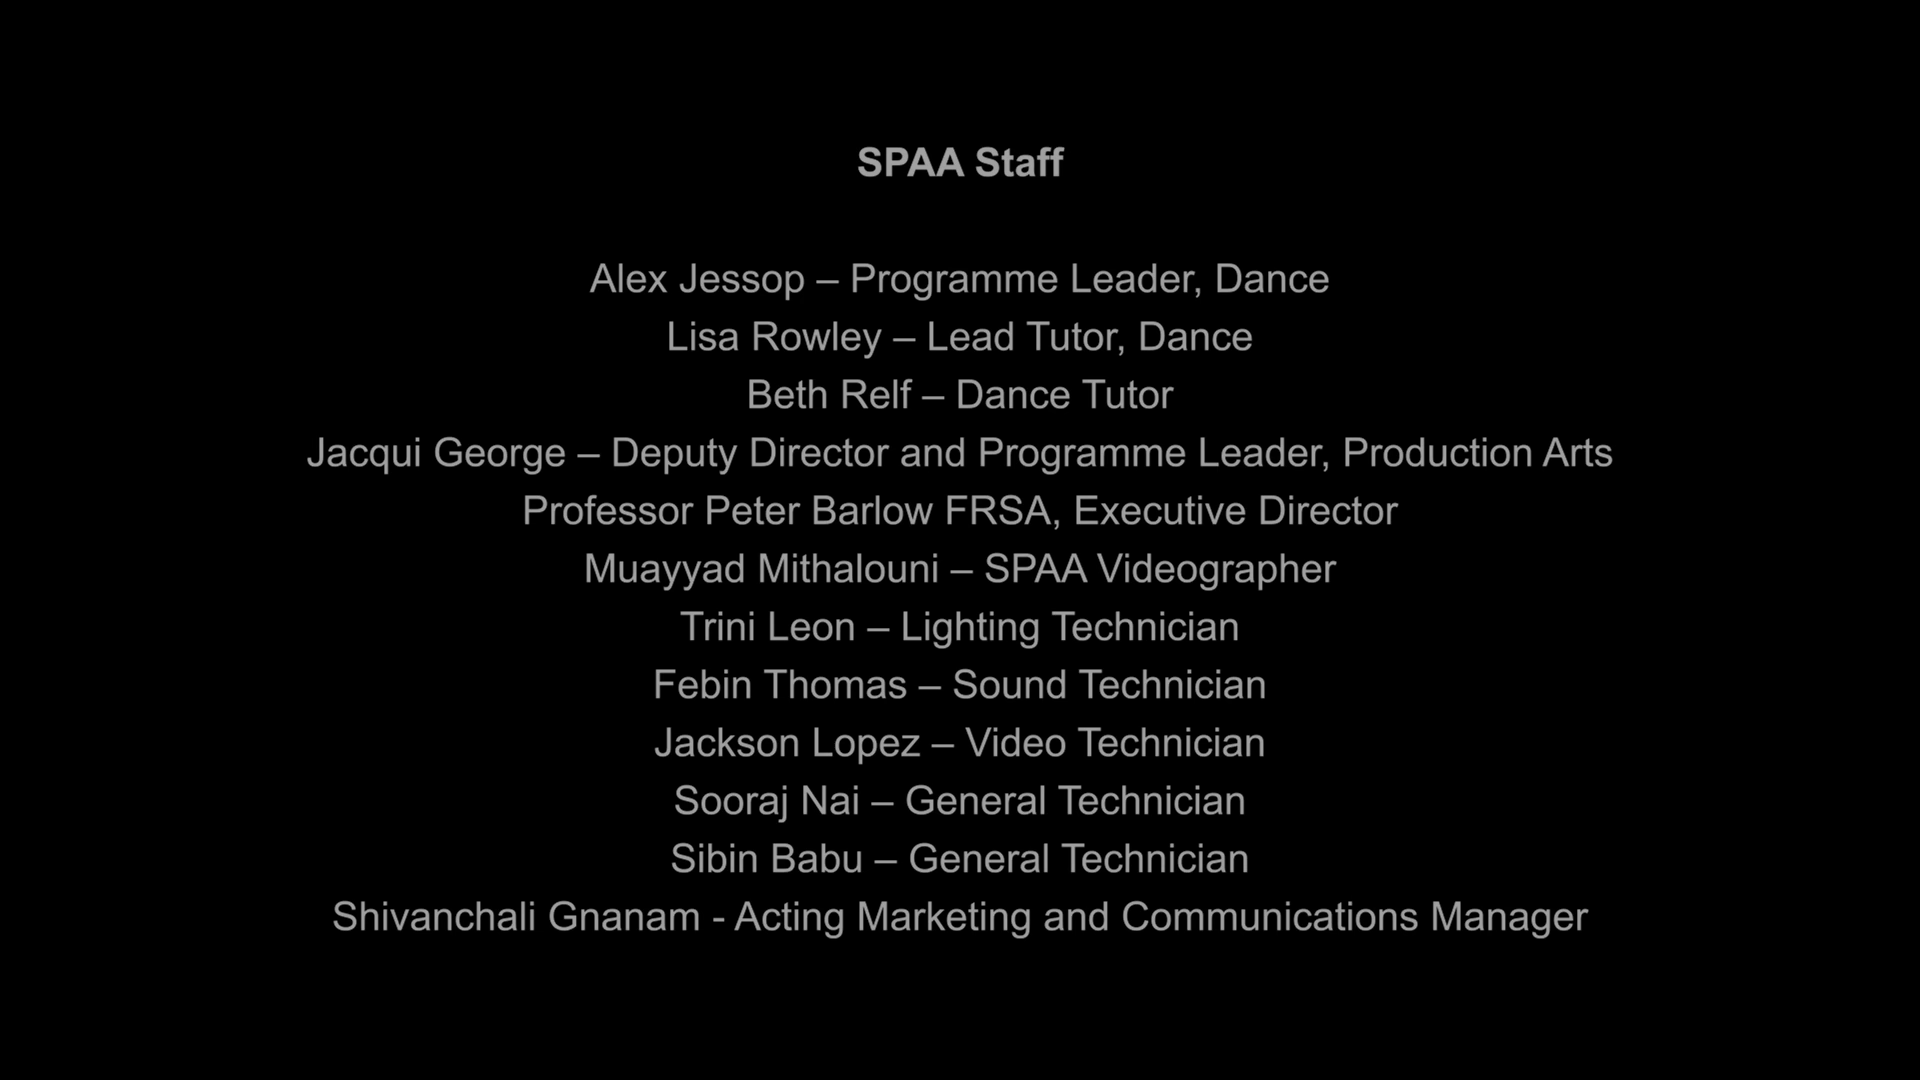 SPAA Staff
Alex Jessop – Programme Leader, Dance
Lisa Rowley – Lead Tutor, Dance
Beth Relf – Dance Tutor
Jacqui George – Deputy Director and Programme Leader, Production Arts
Professor Peter Barlow FRSA, Executive Director
Muayyad Mithalouni – SPAA Videographer
Trini Leon – Lighting Technician
Febin Thomas – Sound Technician
Jackson Lopez – Video Technician
Sooraj Nai – General Technician
Sibin Babu – General Technician
Shivanchali Gnanam - Acting Marketing and Communications Manager